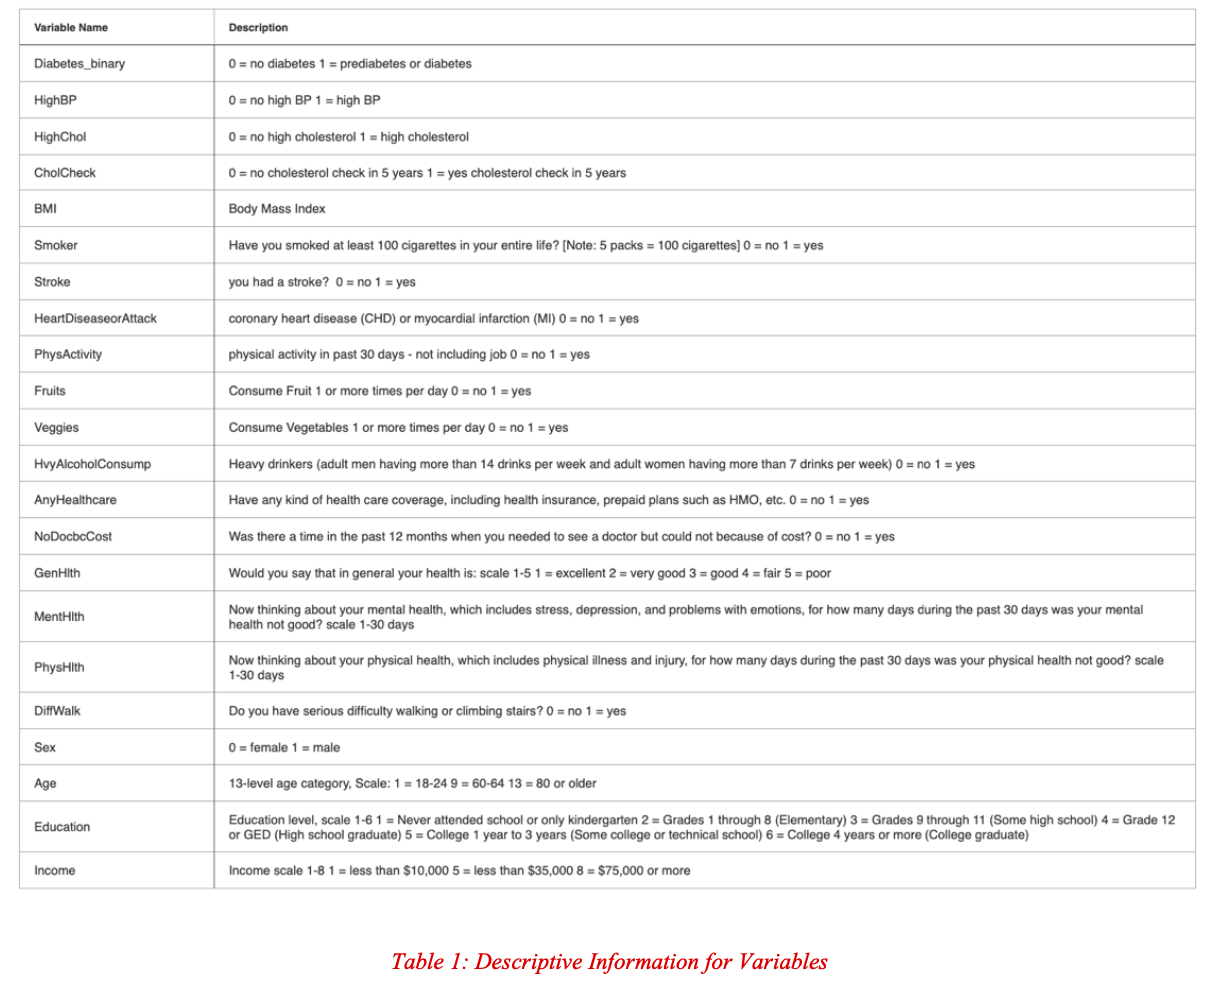 Variable Name Description
Diabetes_binary 0 = no diabetes 1 = prediabetes or diabetes
HighBP 0 = no high BP 1 = high BP
HighChol 0 = no high cholesterol 1 = high cholesterol
CholCheck 0 = no cholesterol check in 5 years 1 = yes cholesterol check in 5 years
BMI Body Mass Index
Smoker Have you smoked at least 100 cigarettes in your entire life? [Note: 5 packs = 100 cigarettes] 0 = no 1 = yes
Stroke you had a stroke? 0 = no 1 = yes
HeartDiseaseorAttack coronary heart disease (CHD) or myocardial infarction (MI) 0 = no 1 = yes
PhysActivity physical activity in past 30 days - not including job 0 = no 1 = yes
Fruits Consume Fruit 1 or more times per day 0 = no 1 = yes
Veggies Consume Vegetables 1 or more times per day 0 = no 1 = yes
HvyAlcoholConsump Heavy drinkers (adult men having more than 14 drinks per week and adult women having more than 7 drinks per week) 0 = no 1 = yes
AnyHealthcare Have any kind of health care coverage, including health insurance, prepaid plans such as HMO, etc. 0 = no 1 = yes
NoDocbcCost Was there a time in the past 12 months when you needed to see a doctor but could not because of cost? 0 = no 1 = yes
GenHlth Would you say that in general your health is: scale 1-5 1 = excellent 2 = very good 3 = good 4 = fair 5 = poor
MentHlth Now thinking about your mental health, which includes stress, depression, and problems with emotions, for how many days during the past 30 days was your mental
health not good? scale 1-30 days
PhysHlth Now thinking about your physical health, which includes physical illness and injury, for how many days during the past 30 days was your physical health not good? scale
1-30 days
DiffWalk Do you have serious difficulty walking or climbing stairs? 0 = no 1 = yes
Sex 0 = female 1 = male
Age 13-level age category, Scale: 1 = 18-24 9 = 60-64 13 = 80 or older
Education Education level, scale 1-6 1 = Never attended school or only kindergarten 2 = Grades 1 through 8 (Elementary) 3 = Grades 9 through 11 (Some high school) 4 = Grade 12
or GED (High school graduate) 5 = College 1 year to 3 years (Some college or technical school) 6 = College 4 years or more (College graduate)
Income Income scale 1-8 1 = less than $10,000 5 = less than $35,000 8 = $75,000 or more
Table 1: Descriptive Information for Variables